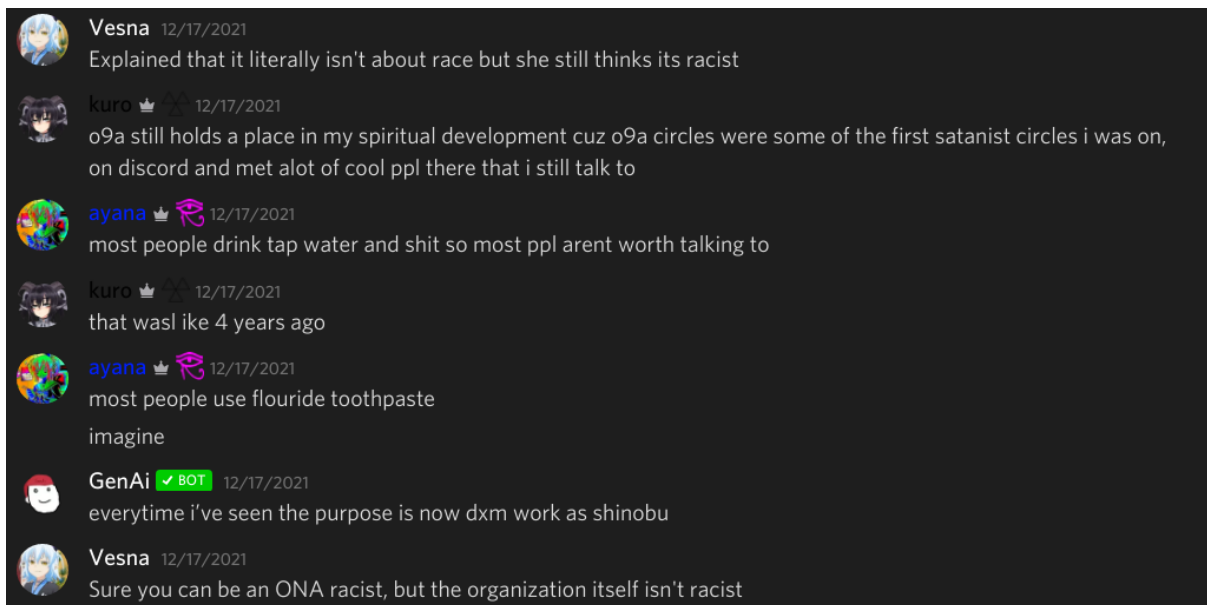 Vesna 12/17/2021
Explained that it literally isn't about race but she still thinks its racist
kuro 12/17/2021
o9a still holds a place in my spiritual development cuz o9a circles were some of the first satanist circles i was on,
on discord and met alot of cool ppl there that i still talk to
ayana 12/17/2021
most people drink tap water and shit so most ppl arent worth talking to
kuro 12/17/2021
that wasl ike 4 years ago
ayana 12/17/2021
most people use flouride toothpaste
imagine
GenAi ✓ BOT 12/17/2021
everytime i've seen the purpose is now dxm work as shinobu
Vesna 12/17/2021
Sure you can be an ONA racist, but the organization itself isn't racist